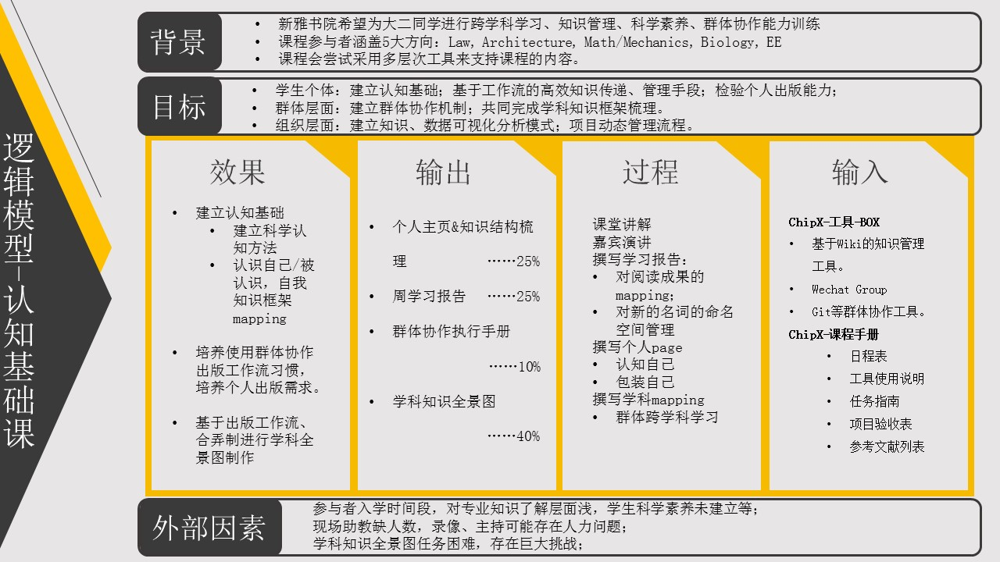 逻辑模型—认知基础课
背景
• 新雅书院希望为大二同学进行跨学科学习、知识管理、科学素养、群体协作能力训练
• 课程参与者涵盖5大方向：Law, Architecture, Math/Mechanics, Biology, EE
• 课程会尝试采用多层次工具来支持课程的内容。
目标
• 学生个体：建立认知基础；基于工作流的高效知识传递、管理手段；检验个人出版能力；
• 群体层面：建立群体协作机制；共同完成学科知识框架梳理。
• 组织层面：建立知识、数据可视化分析模式；项目动态管理流程。
效果
• 建立认知基础
• 建立科学认
知方法
• 认识自己/被
认识，自我
知识框架
mapping
• 培养使用群体协作
出版工作流习惯，
培养个人出版需求。
• 基于出版工作流、
合弄制进行学科全
景图制作
输出
• 个人主页&知识结构梳
理 ……25%
• 周学习报告 ……25%
• 群体协作执行手册
……10%
• 学科知识全景图
……40%
过程
课堂讲解
嘉宾演讲
撰写学习报告：
• 对阅读成果的
mapping；
• 对新的名词的命名
空间管理
撰写个人page
• 认知自己
• 包装自己
撰写学科mapping
• 群体跨学科学习
输入
ChipX-工具-BOX
• 基于Wiki的知识管理
工具。
• Wechat Group
• Git等群体协作工具。
ChipX-课程手册
• 日程表
• 工具使用说明
• 任务指南
• 项目验收表
• 参考文献列表
外部因素
参与者入学时间段，对专业知识了解层面浅，学生科学素养未建立等；
现场助教缺人数，录像、主持可能存在人力问题；
学科知识全景图任务困难，存在巨大挑战；